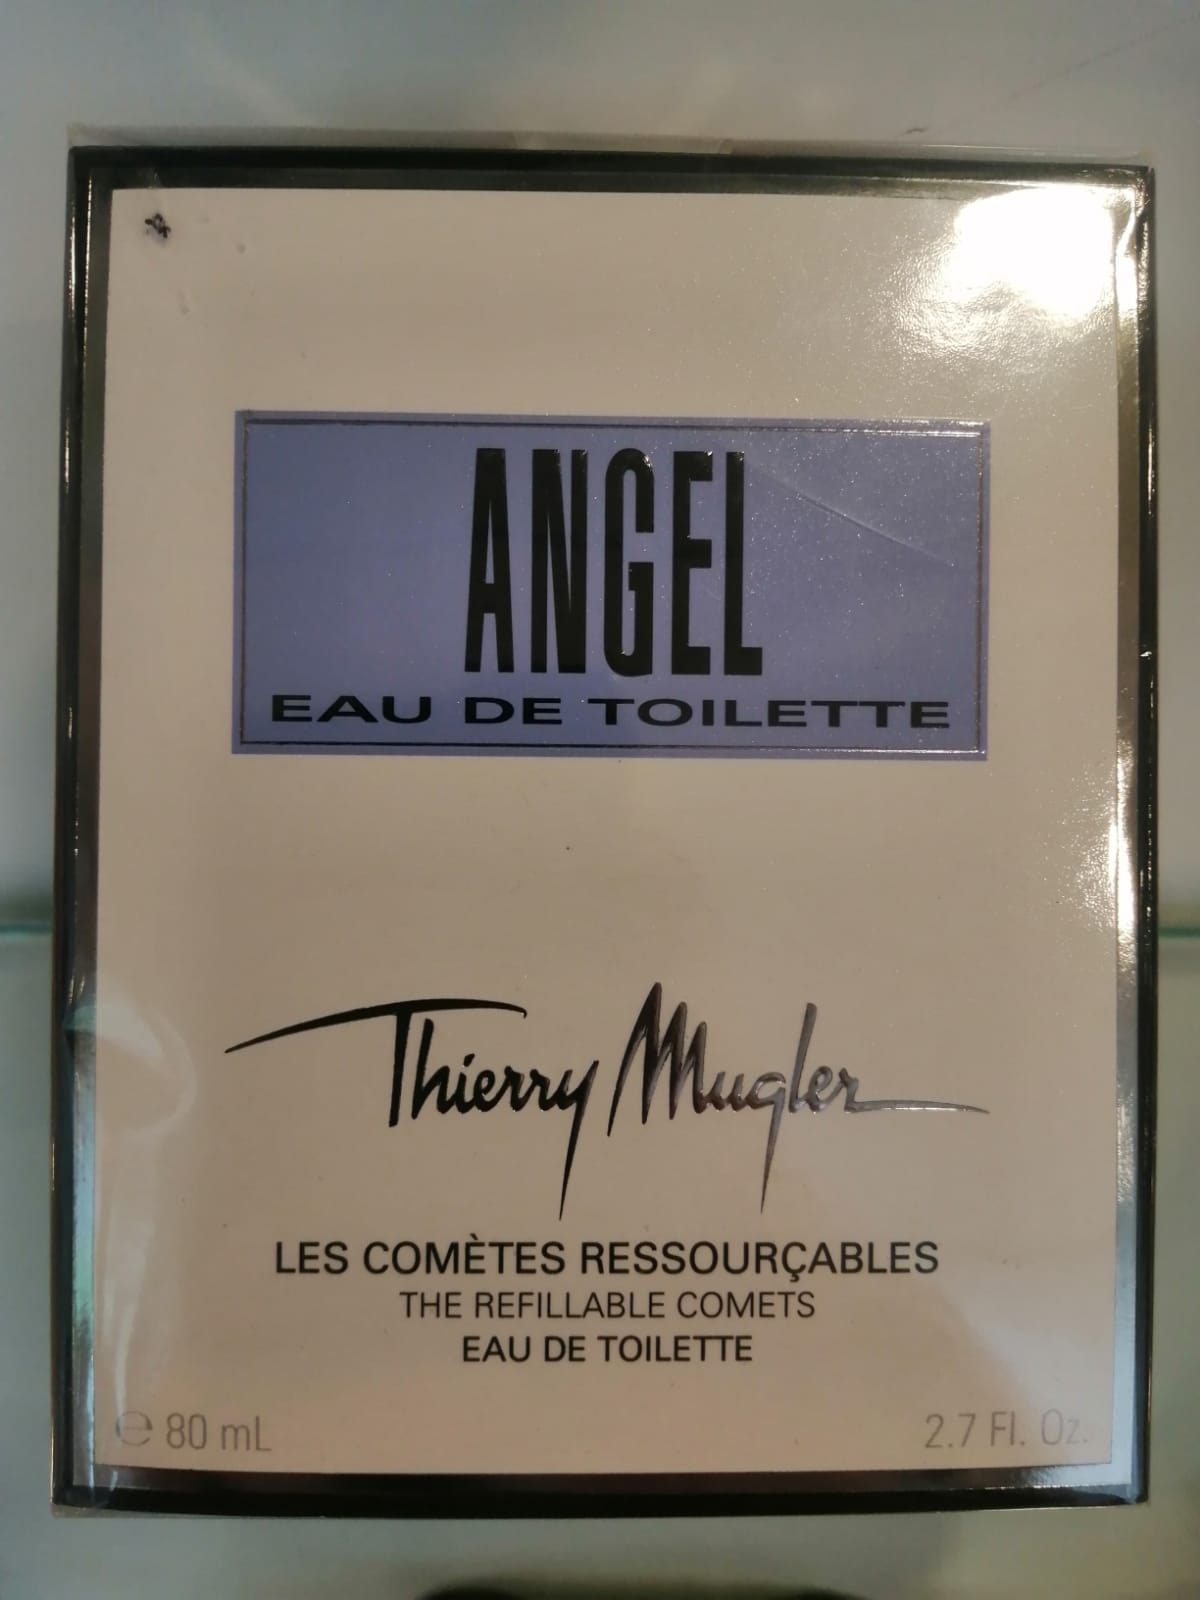 ANGEL
EAU DE TOILETTE
Thierry Mugler
LES COMÈTES RESSOURÇABLES
THE REFILLABLE COMETS
EAU DE TOILETTE
℮ 80 mL 2.7 Fl. Oz.